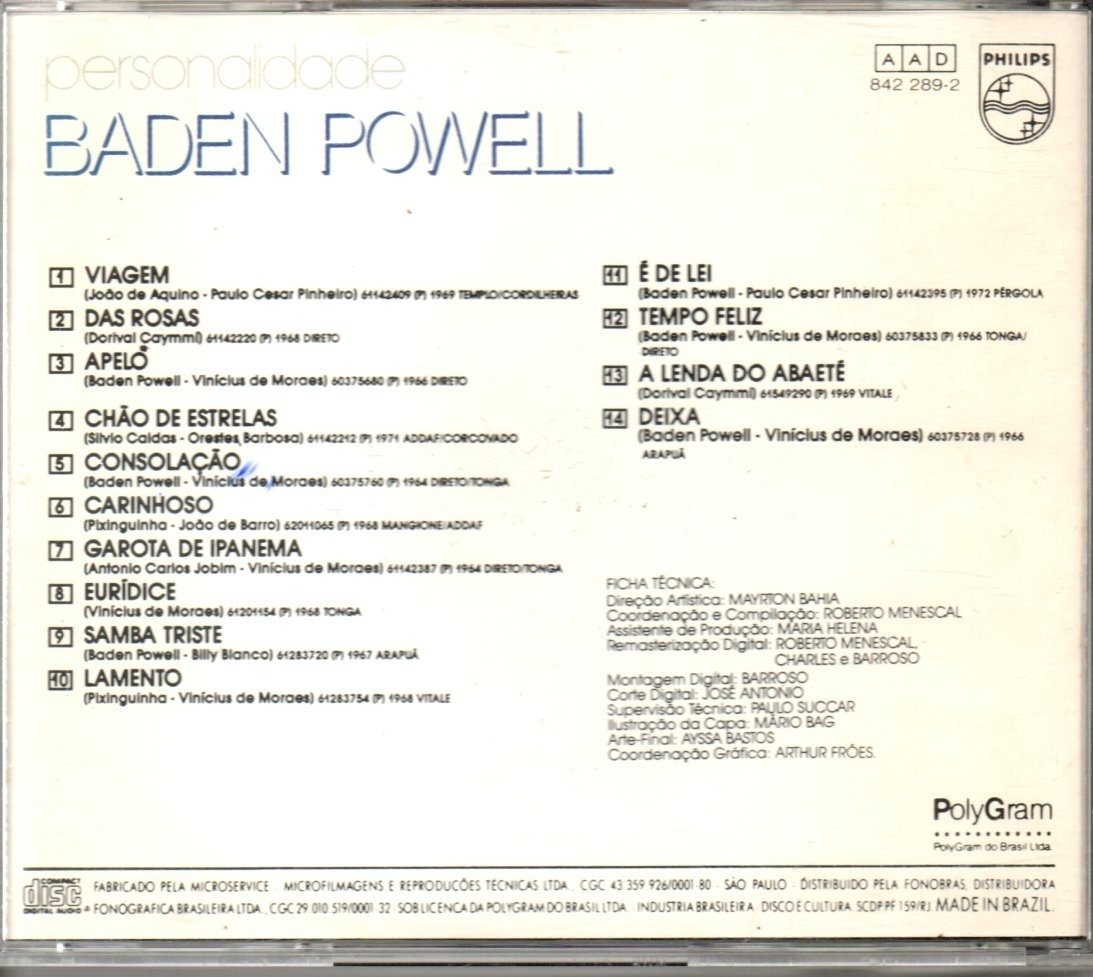 personalidade
BADEN POWELL
AAD
842 289-2
PHILIPS
1 VIAGEM
(João de Aquino - Paulo Cesar Pinheiro) 61142409 (P) 1969 TEMPLO/CORDILHEIRAS
2 DAS ROSAS
(Dorival Caymmi) 61142220 (P) 1968 DIRETO
3 APELO
(Baden Powell - Vinícius de Moraes) 60375680 (P) 1966 DIRETO
4 CHÃO DE ESTRELAS
(Silvio Caldas - Orestes Barbosa) 61142212 (P) 1971 ADDAF/CORCOVADO
5 CONSOLAÇÃO
(Baden Powell - Vinícius de Moraes) 60375760 (P) 1964 DIRETO/TONGA
6 CARINHOSO
(Pixinguinha - João de Barro) 62011065 (P) 1968 MANGIONE/ADDAF
7 GAROTA DE IPANEMA
(Antonio Carlos Jobim - Vinícius de Moraes) 61142387 (P) 1964 DIRETO/TONGA
8 EURÍDICE
(Vinícius de Moraes) 61201154 (P) 1968 TONGA
9 SAMBA TRISTE
(Baden Powell - Billy Blanco) 61283720 (P) 1967 ARAPUÃ
10 LAMENTO
(Pixinguinha - Vinícius de Moraes) 61283754 (P) 1968 VITALE
11 É DE LEI
(Baden Powell - Paulo Cesar Pinheiro) 61142395 (P) 1972 PÉRGOLA
12 TEMPO FELIZ
(Baden Powell - Vinícius de Moraes) 60375833 (P) 1966 TONGA/
DIRETO
13 A LENDA DO ABAETÉ
(Dorival Caymmi) 61549290 (P) 1969 VITALE
14 DEIXA
(Baden Powell - Vinícius de Moraes) 60375728 (P) 1966
ARAPUÃ
FICHA TÉCNICA:
Direção Artística: MAYRTON BAHIA
Coordenação e Compilação: ROBERTO MENESCAL
Assistente de Produção: MARIA HELENA
Remasterização Digital: ROBERTO MENESCAL,
CHARLES e BARROSO
Montagem Digital: BARROSO
Corte Digital: JOSÉ ANTONIO
Supervisão Técnica: PAULO SUCCAR
Ilustração da Capa: MÁRIO BAG
Arte-Final: AYSSA BASTOS
Coordenação Gráfica: ARTHUR FRÓES.
PolyGram
PolyGram do Brasil Ltda.
COMPACT disc DIGITAL AUDIO
FABRICADO PELA MICROSERVICE - MICROFILMAGENS E REPRODUCÕES TÉCNICAS LTDA., CGC 43 359 926/0001-80 - SÃO PAULO - DISTRIBUIDO PELA FONOBRAS, DISTRIBUIDORA
FONOGRAFICA BRASILEIRA LTDA., CGC 29 010 519/0001-32. SOB LICENCA DA POLYGRAM DO BRASIL LTDA. INDUSTRIA BRASILEIRA. DISCO E CULTURA. SCDP PF 159/RJ. MADE IN BRAZIL.